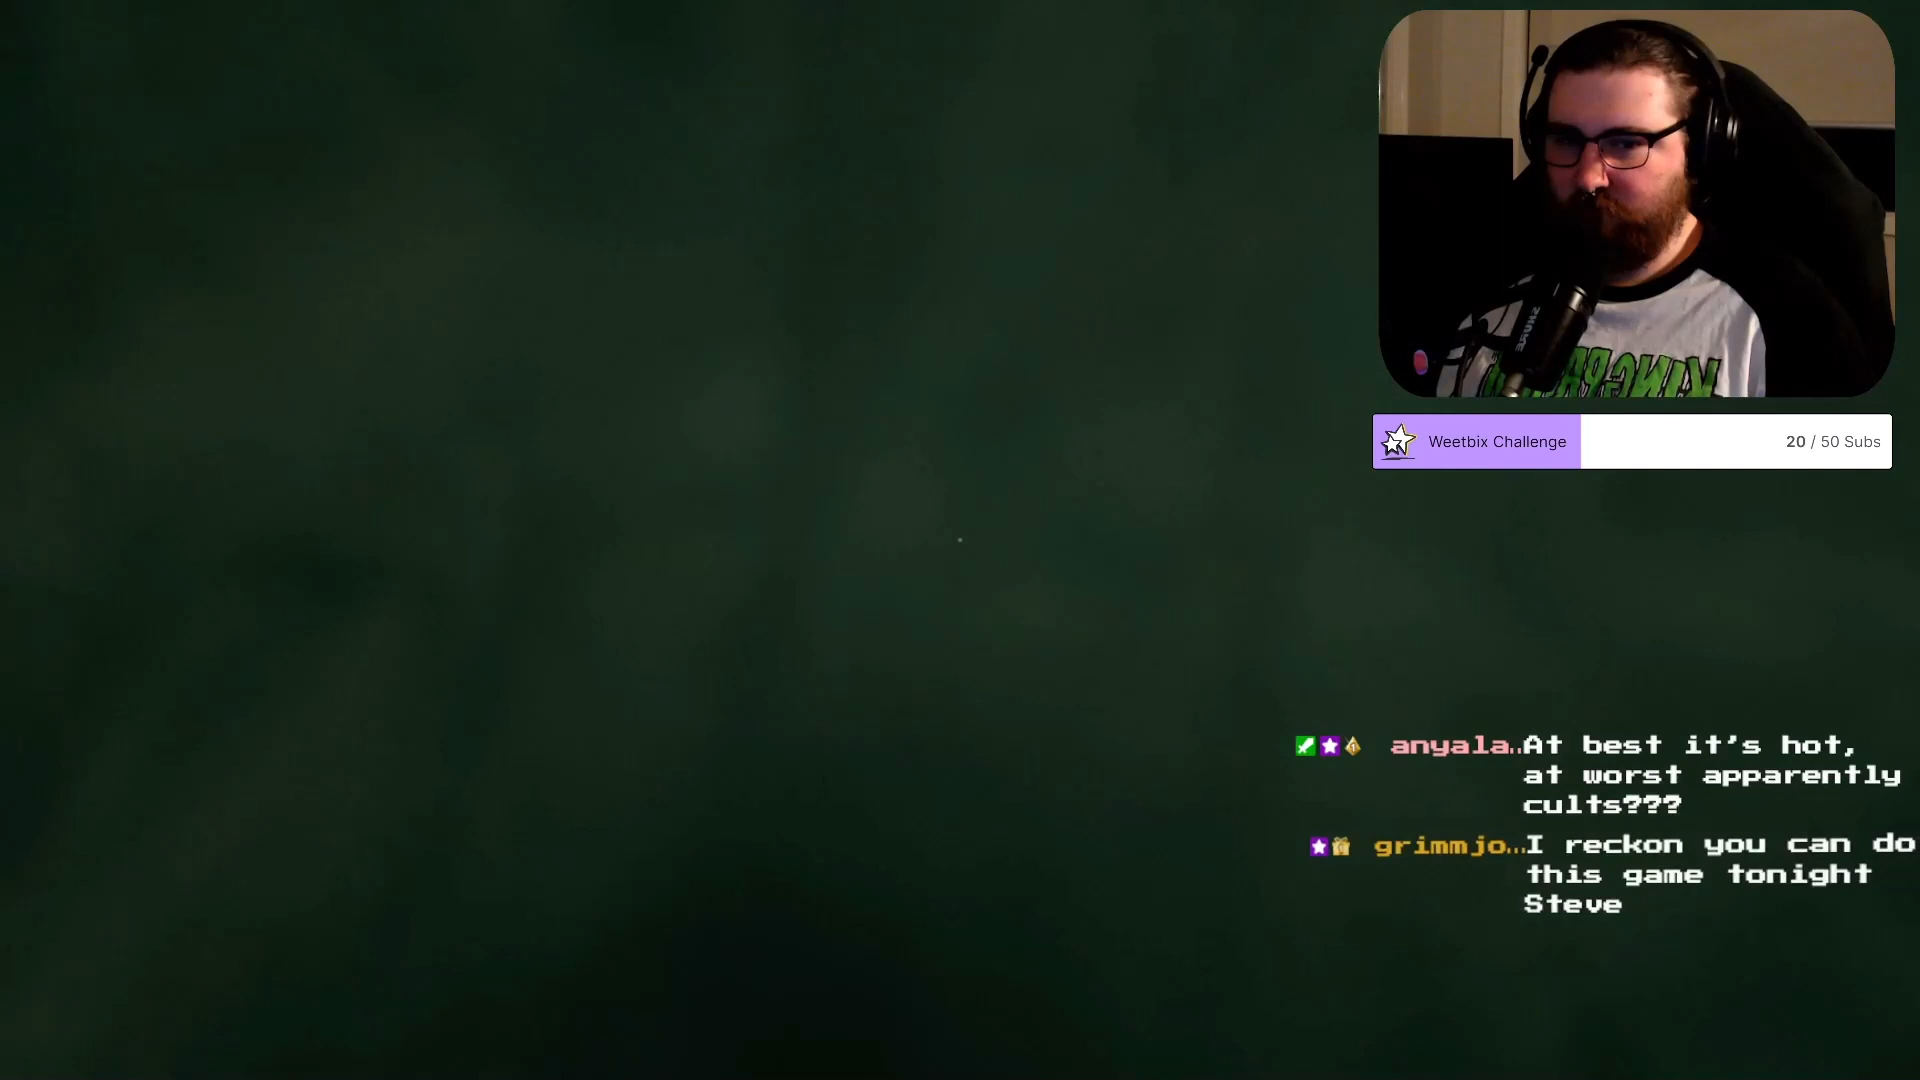 SHURE
Weetbix Challenge
20 / 50 Subs
anyala..At best it's hot,
at worst apparently
cults???
grimmjo...I reckon you can do
this game tonight
Steve